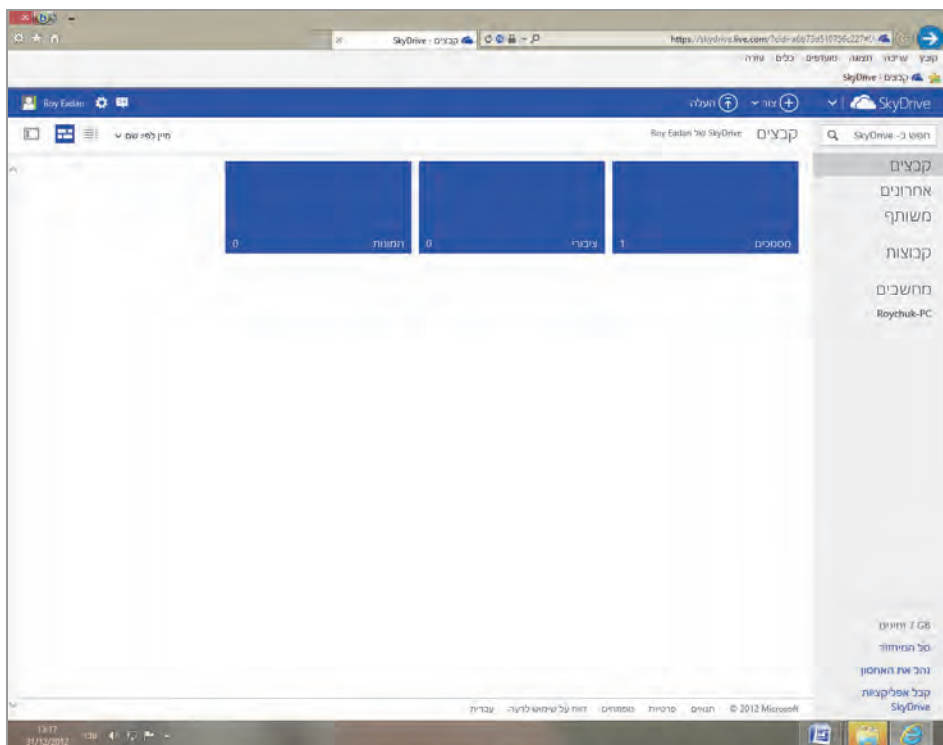 קבצים - SkyDrive
https://skydrive.live.com/?cid=
קובץ עריכה תצוגה מועדפים כלים עזרה
קבצים - SkyDrive
SkyDrive
צור
העלה
Roy Eadan
חפש ב- SkyDrive
קבצים
SkyDrive של Roy Eadan
מיין לפי: שם
קבצים
אחרונים
משותף
קבוצות
מחשבים
Roychuk-PC
מסמכים 1
ציבורי 0
תמונות 0
7 GB זמינים
סל המיחזור
נהל את האחסון
קבל אפליקציות SkyDrive
© 2012 Microsoft תנאים פרטיות מפתחים דווח על שימוש לרעה עברית
13:17